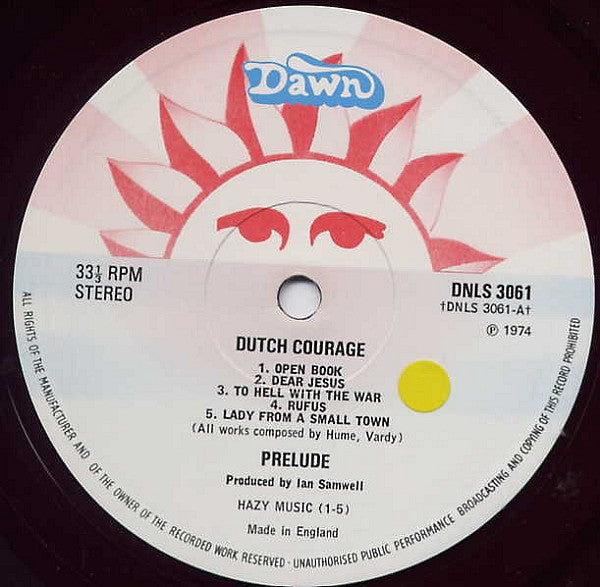 Dawn
33⅓ RPM
STEREO
DNLS 3061
†DNLS 3061-A†
℗ 1974
DUTCH COURAGE
1. OPEN BOOK
2. DEAR JESUS
3. TO HELL WITH THE WAR
4. RUFUS
5. LADY FROM A SMALL TOWN
(All works composed by Hume, Vardy)
PRELUDE
Produced by Ian Samwell
HAZY MUSIC (1-5)
Made in England
ALL RIGHTS OF THE MANUFACTURER AND OF THE OWNER OF THE RECORDED WORK RESERVED - UNAUTHORISED PUBLIC PERFORMANCE BROADCASTING AND COPYING OF THIS RECORD PROHIBITED